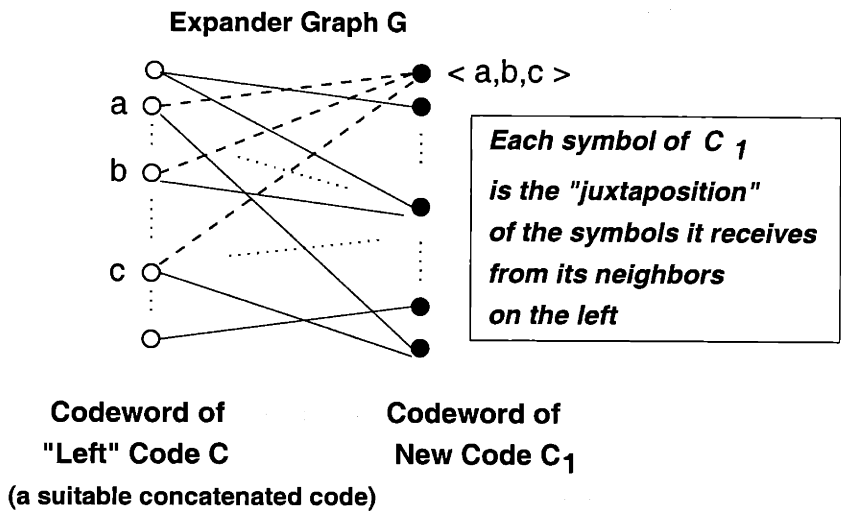 Expander Graph G
a
b
c
< a,b,c >
Each symbol of C 1
is the "juxtaposition"
of the symbols it receives
from its neighbors
on the left
Codeword of
"Left" Code C
(a suitable concatenated code)
Codeword of
New Code C1